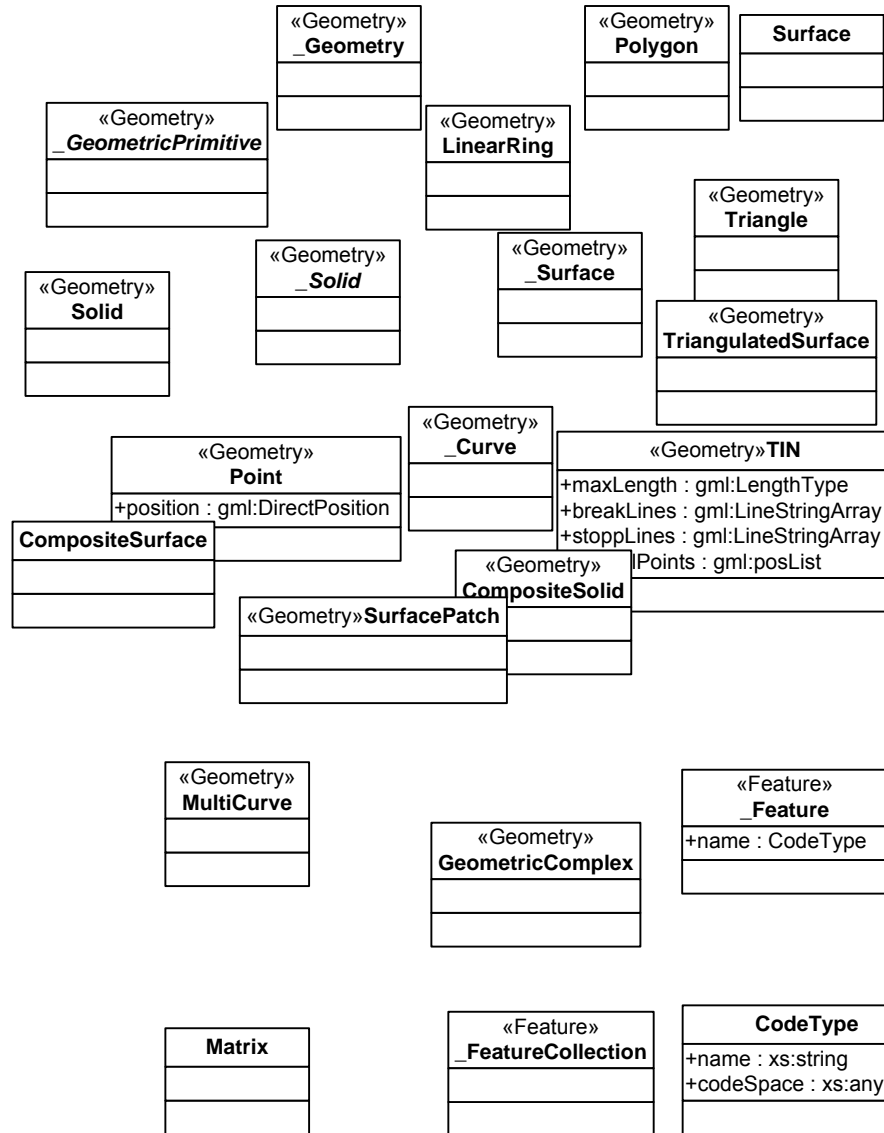 «Geometry»
_Geometry
«Geometry»
Polygon
Surface
«Geometry»
_GeometricPrimitive
«Geometry»
LinearRing
«Geometry»
Triangle
«Geometry»
_Solid
«Geometry»
_Surface
«Geometry»
Solid
«Geometry»
TriangulatedSurface
«Geometry»
_Curve
«Geometry»
Point
+position : gml:DirectPosition
«Geometry»TIN
+maxLength : gml:LengthType
+breakLines : gml:LineStringArray
+stoppLines : gml:LineStringArray
lPoints : gml:posList
CompositeSurface
«Geometry»
CompositeSolid
«Geometry»SurfacePatch
«Geometry»
MultiCurve
«Geometry»
GeometricComplex
«Feature»
_Feature
+name : CodeType
Matrix
«Feature»
_FeatureCollection
CodeType
+name : xs:string
+codeSpace : xs:any